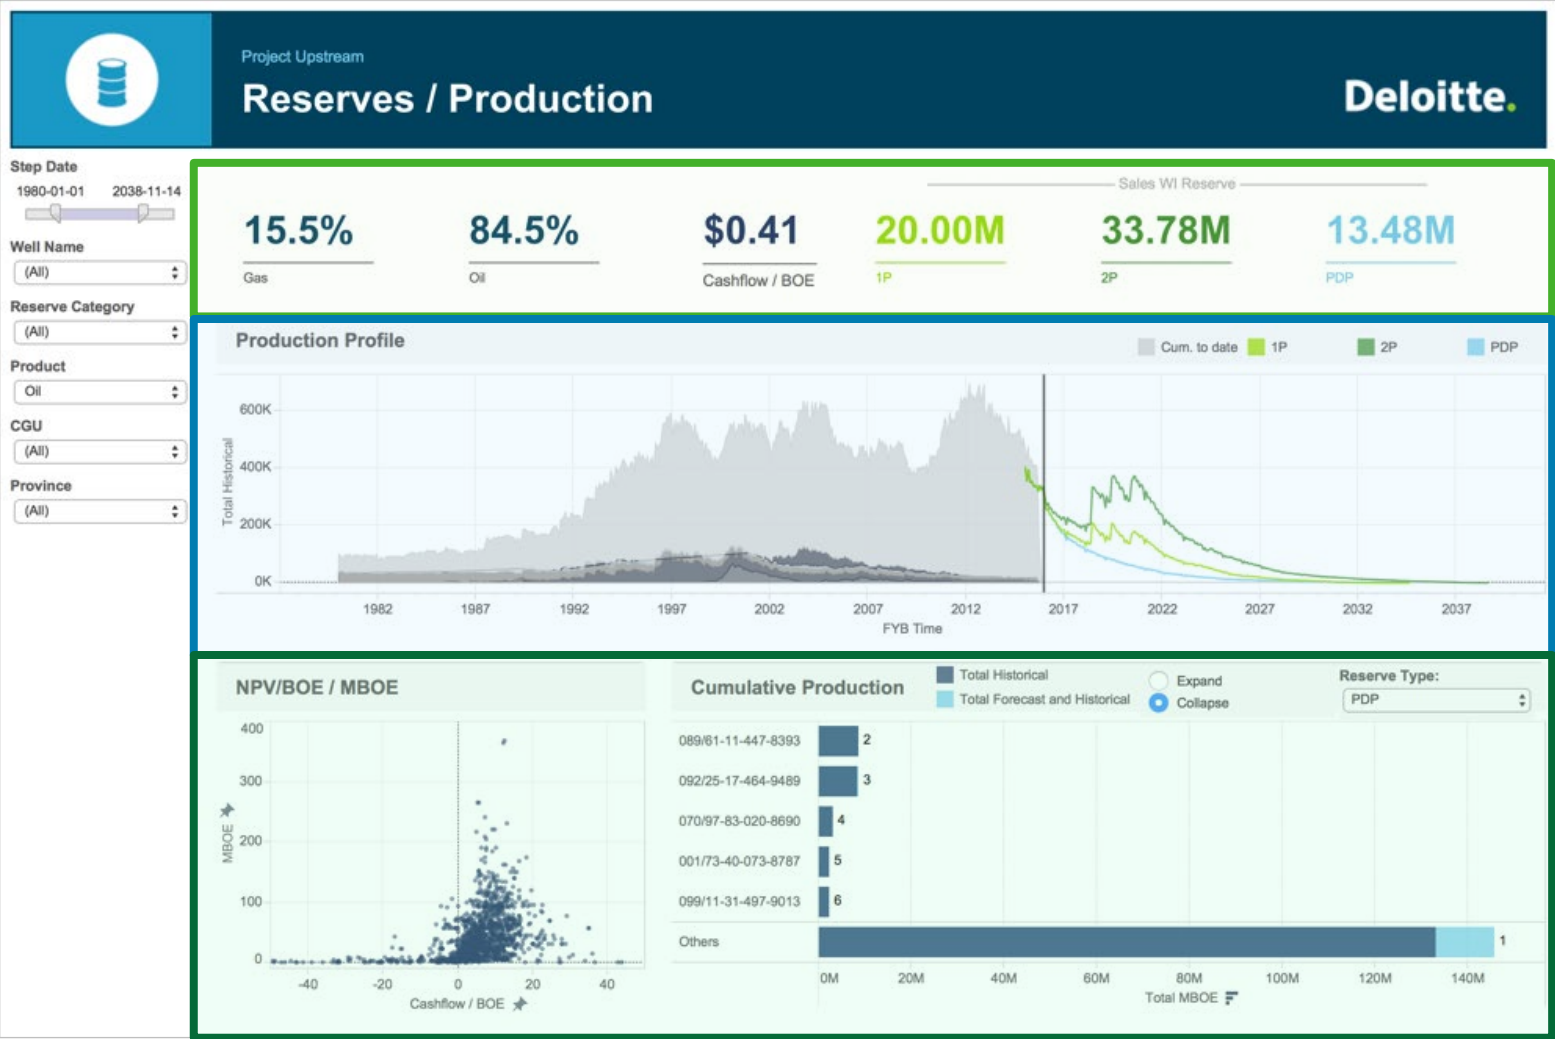 Project Upstream
Reserves / Production
Deloitte.
Step Date
1980-01-01 2038-11-14
Well Name
(All)
Reserve Category
(All)
Product
Oil
CGU
(All)
Province
(All)
Sales WI Reserve
15.5% 84.5% $0.41 20.00M 33.78M 13.48M
Gas Oil Cashflow / BOE 1P 2P PDP
Production Profile
Cum. to date 1P 2P PDP
600K
400K
200K
0K
Total Historical
1982 1987 1992 1997 2002 2007 2012 2017 2022 2027 2032 2037
FYB Time
NPV/BOE / MBOE
400
300
200
100
0
MBOE
-40 -20 0 20 40
Cashflow / BOE
Cumulative Production
Total Historical
Total Forecast and Historical
Expand
Collapse
Reserve Type:
PDP
089/61-11-447-8393 2
092/25-17-464-9489 3
070/97-83-020-8690 4
001/73-40-073-8787 5
099/11-31-497-9013 6
Others 1
0M 20M 40M 60M 80M 100M 120M 140M
Total MBOE